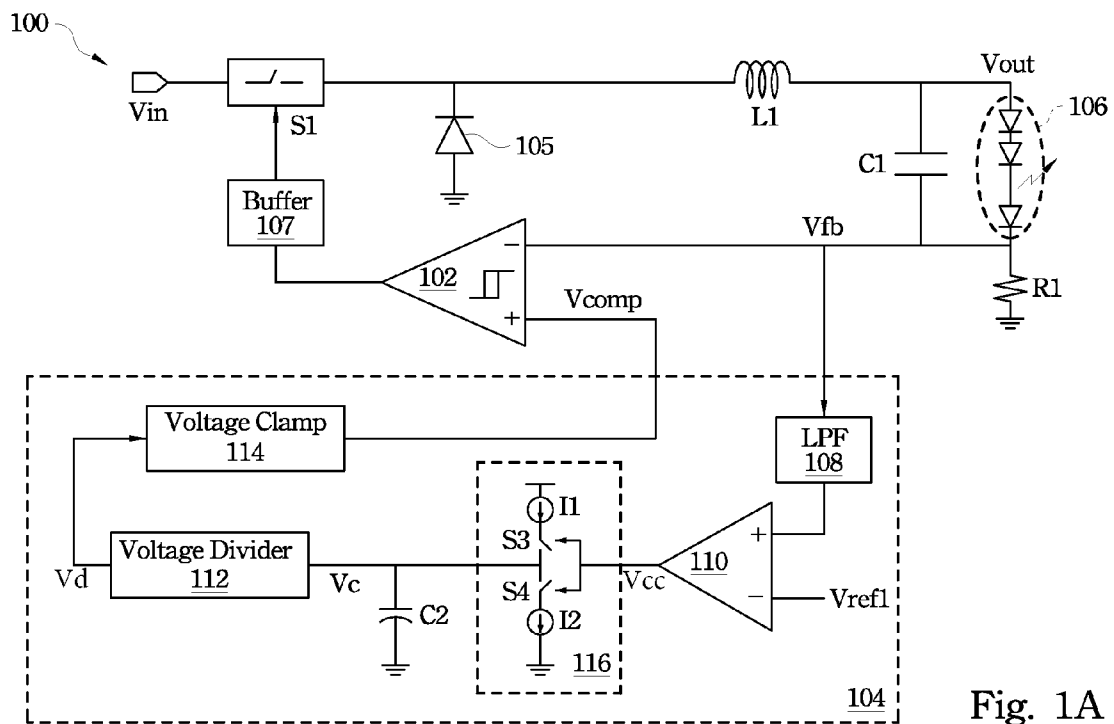 100
Vin
S1
L1
Vout
106
105
C1
Buffer
107
Vfb
102
−
+
Vcomp
R1
Voltage Clamp
114
LPF
108
I1
S3
S4
I2
116
Vcc
110
+
−
Vref1
Voltage Divider
112
Vd
Vc
C2
104
Fig. 1A